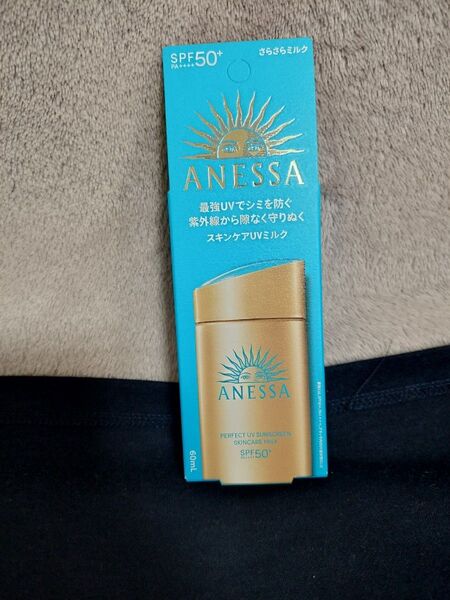 SPF50+
PA++++
さらさらミルク
ANESSA
最強UVでシミを防ぐ
紫外線から隙なく守りぬく
スキンケアUVミルク
ANESSA
PERFECT UV SUNSCREEN
SKINCARE MILK
SPF50+
60mL